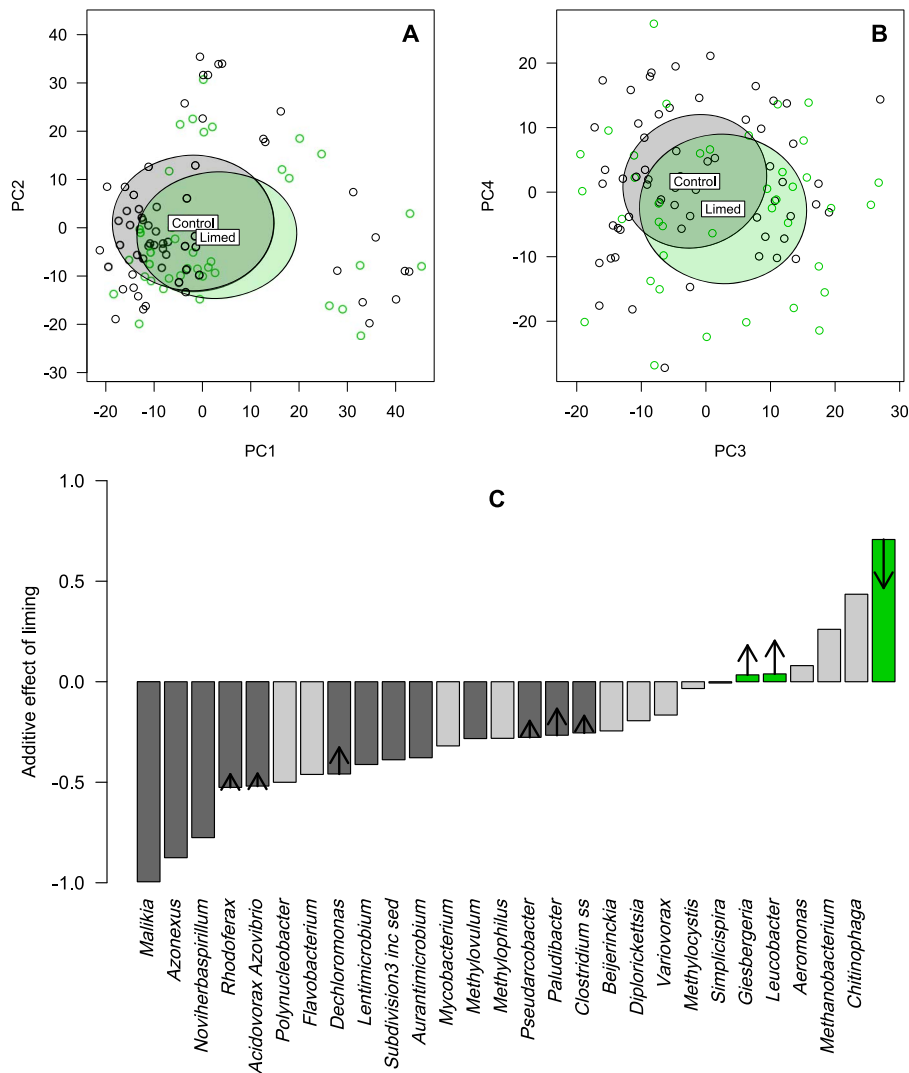 A
B
40
30
20
10
0
-10
-20
-30
PC2
Control
Limed
-20
-10
0
10
20
30
40
PC1
20
10
0
-10
-20
PC4
Control
Limed
-20
-10
0
10
20
30
PC3
C
1.0
0.5
0.0
-0.5
-1.0
Additive effect of liming
Malikia
Azonexus
Noviherbaspirillum
Rhodoferax
Acidovorax Azovibrio
Polynucleobacter
Flavobacterium
Dechloromonas
Lentimicrobium
Subdivision3 inc sed
Aurantimicrobium
Mycobacterium
Methylovulum
Methylophilus
Pseudarcobacter
Paludibacter
Clostridium ss
Beijerinckia
Diplorickettsia
Variovorax
Methylocystis
Simplicispira
Giesbergeria
Leucobacter
Aeromonas
Methanobacterium
Chitinophaga